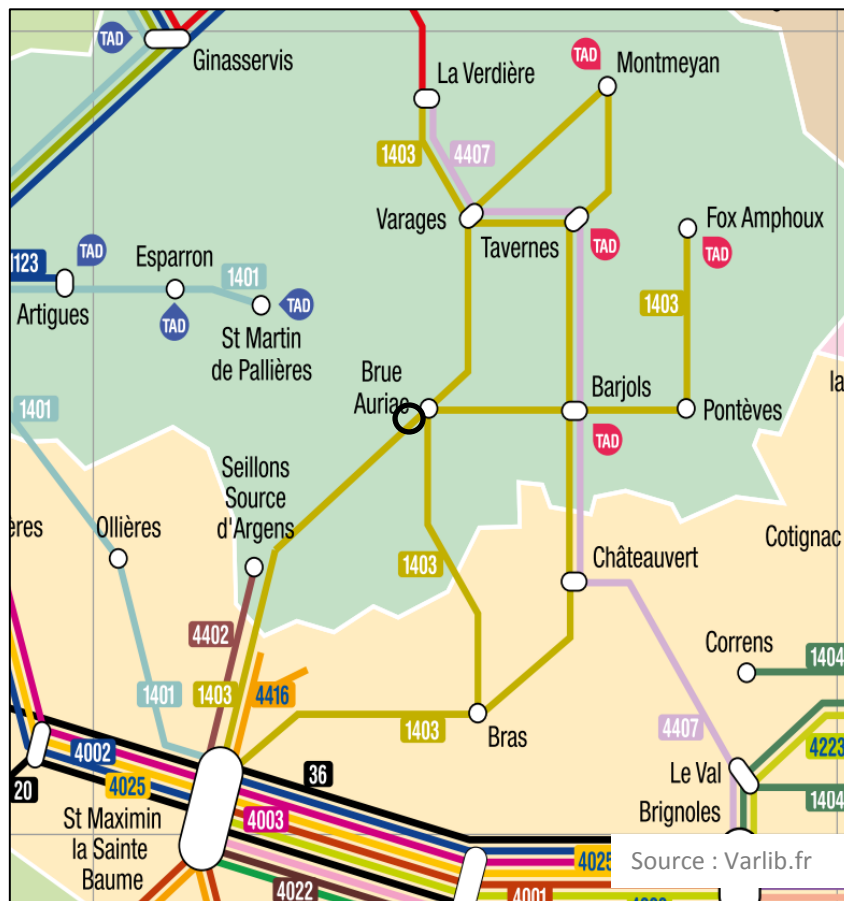 TAD
Ginasservis
La Verdière
TAD
Montmeyan
1403
4407
Varages
Tavernes
TAD
Fox Amphoux
TAD
1123
TAD
Artigues
Esparron
TAD
1401
TAD
St Martin
de Pallières
1403
Brue
Auriac
Barjols
TAD
Pontèves
la
1401
ères
Ollières
Seillons
Source
d'Argens
1403
Châteauvert
Cotignac
4402
Correns
1404
1401
1403
4416
1403
Bras
4407
4223
4002
4025
20
36
Le Val
1404
Brignoles
St Maximin
la Sainte
Baume
4003
4025
Source : Varlib.fr
4022
4001